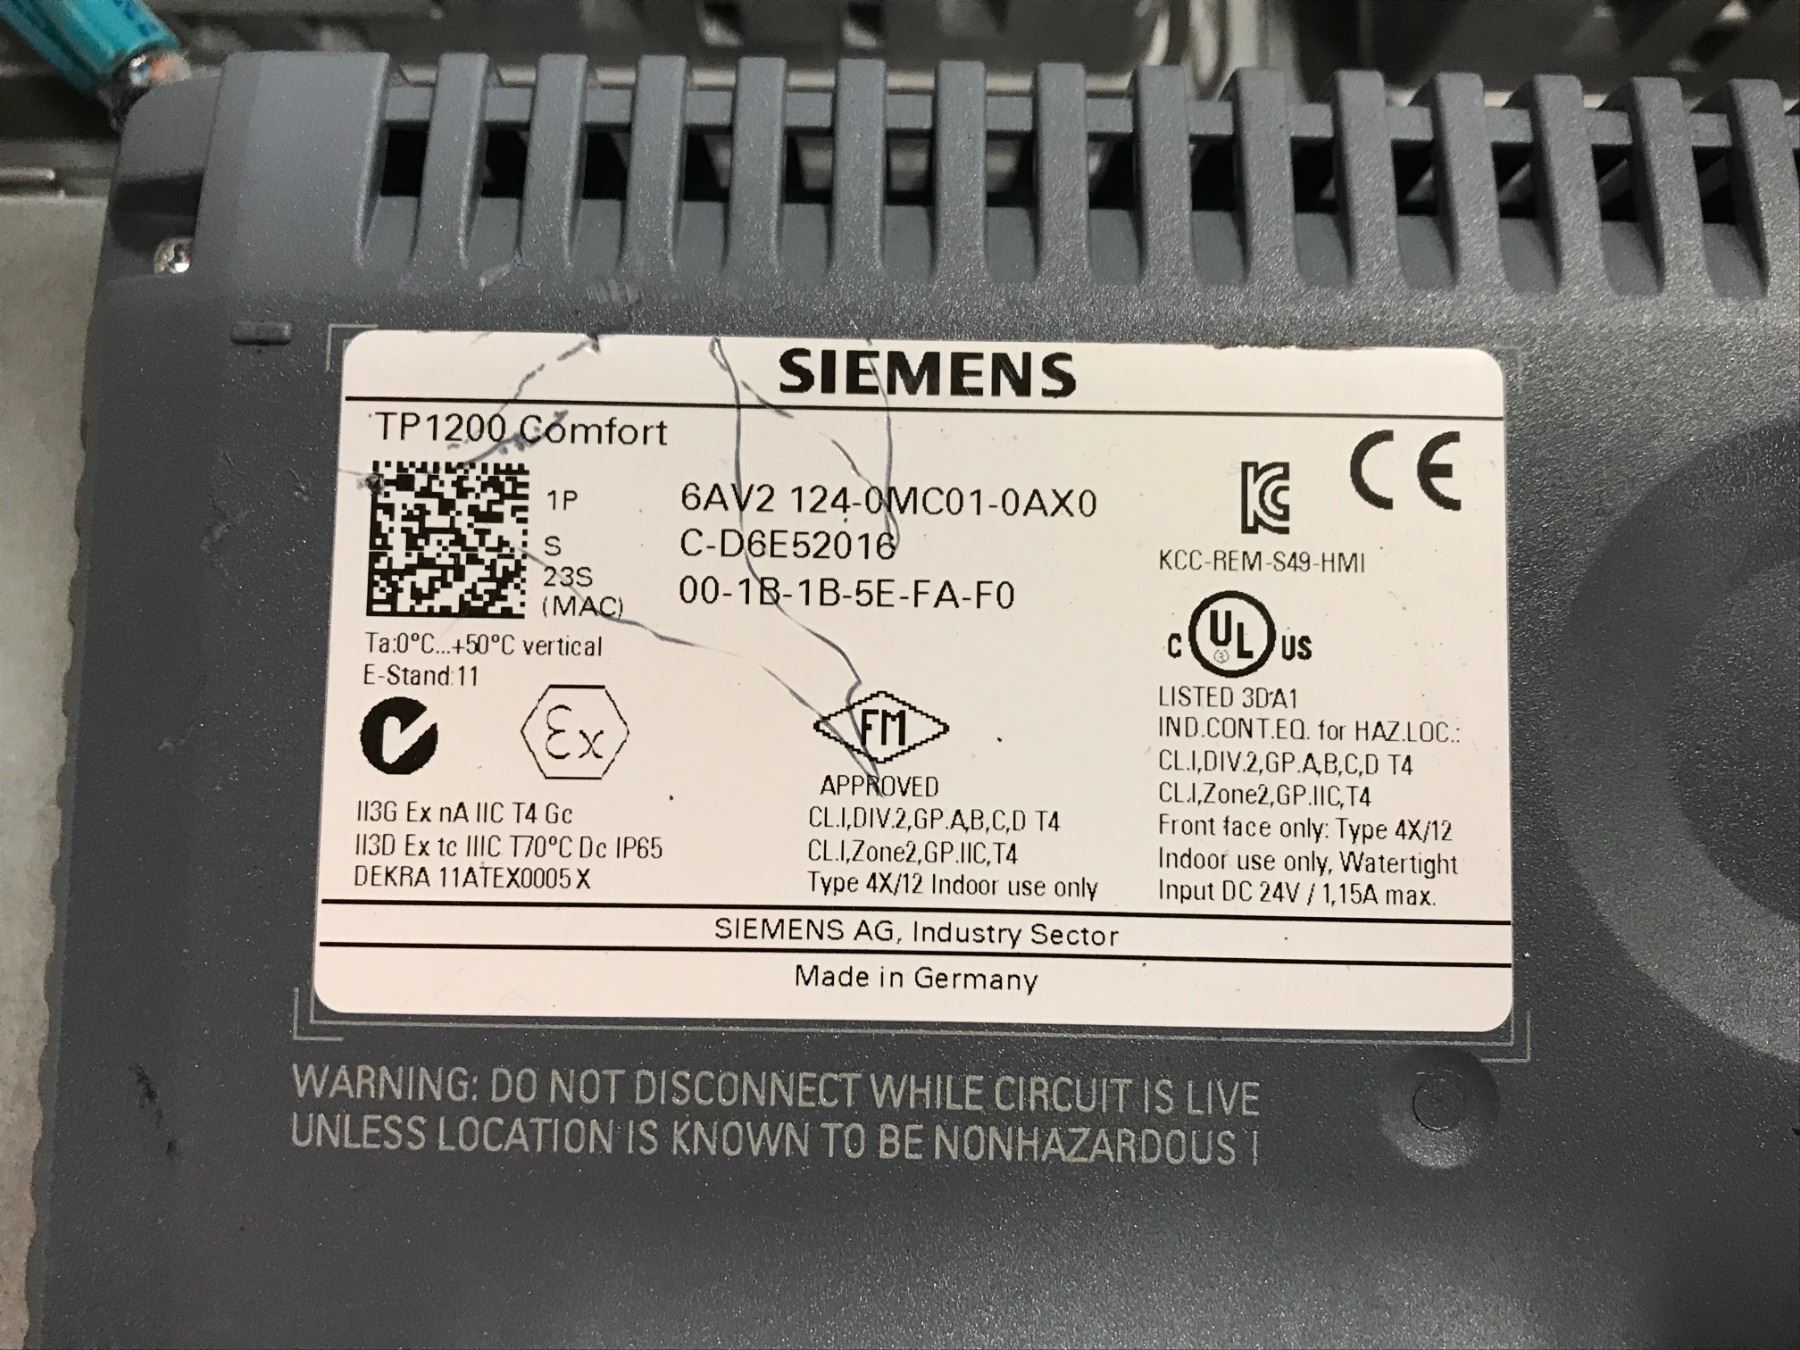 SIEMENS
TP1200 Comfort
1P 6AV2 124-0MC01-0AX0
S C-D6E52016
23S
(MAC) 00-1B-1B-5E-FA-F0
Ta:0°C...+50°C vertical
E-Stand:11
Ex
II3G Ex nA IIC T4 Gc
II3D Ex tc IIIC T70°C Dc IP65
DEKRA 11ATEX0005 X
FM
APPROVED
CL.I,DIV.2,GP.A,B,C,D T4
CL.I,Zone2,GP.IIC,T4
Type 4X/12 Indoor use only
CE
KCC-REM-S49-HMI
C UL US
LISTED 3DA1
IND.CONT.EQ. for HAZ.LOC.:
CL.I,DIV.2,GP.A,B,C,D T4
CL.I,Zone2,GP.IIC,T4
Front face only: Type 4X/12
Indoor use only, Watertight
Input DC 24V / 1,15A max.
SIEMENS AG, Industry Sector
Made in Germany
WARNING: DO NOT DISCONNECT WHILE CIRCUIT IS LIVE
UNLESS LOCATION IS KNOWN TO BE NONHAZARDOUS !